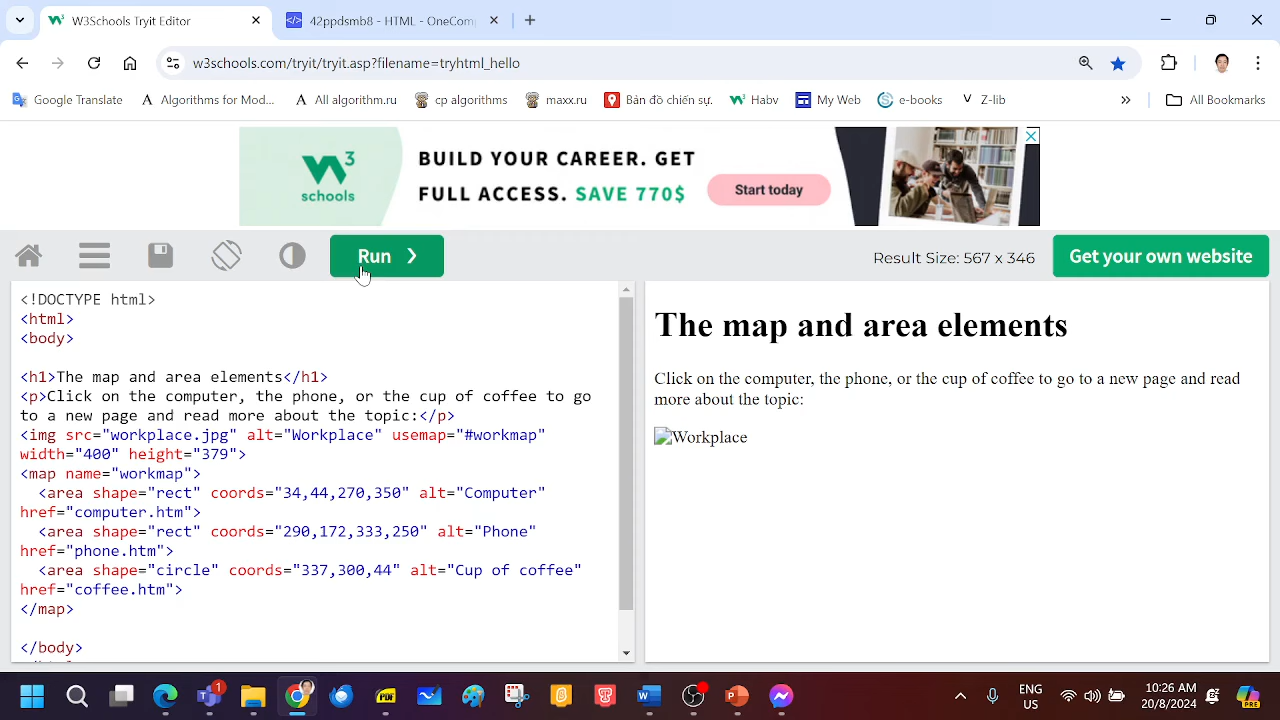 W3Schools Tryit Editor
42ppdsmb8 - HTML - OneCom
w3schools.com/tryit/tryit.asp?filename=tryhtml_hello
Google Translate
Algorithms for Mod...
All algorithm.ru
cp algorithms
maxx.ru
Bản đồ chiến sự.
Habv
My Web
e-books
Z-lib
All Bookmarks
W3 schools
BUILD YOUR CAREER. GET
FULL ACCESS. SAVE 770$
Start today
Run ❯
Result Size: 567 x 346
Get your own website
<!DOCTYPE html>
<html>
<body>
<h1>The map and area elements</h1>
<p>Click on the computer, the phone, or the cup of coffee to go
to a new page and read more about the topic:</p>
<img src="workplace.jpg" alt="Workplace" usemap="#workmap"
width="400" height="379">
<map name="workmap">
<area shape="rect" coords="34,44,270,350" alt="Computer"
href="computer.htm">
<area shape="rect" coords="290,172,333,250" alt="Phone"
href="phone.htm">
<area shape="circle" coords="337,300,44" alt="Cup of coffee"
href="coffee.htm">
</map>
</body>
The map and area elements
Click on the computer, the phone, or the cup of coffee to go to a new page and read
more about the topic:
Workplace
1
PDF
ENG
US
10:26 AM
20/8/2024
PRE